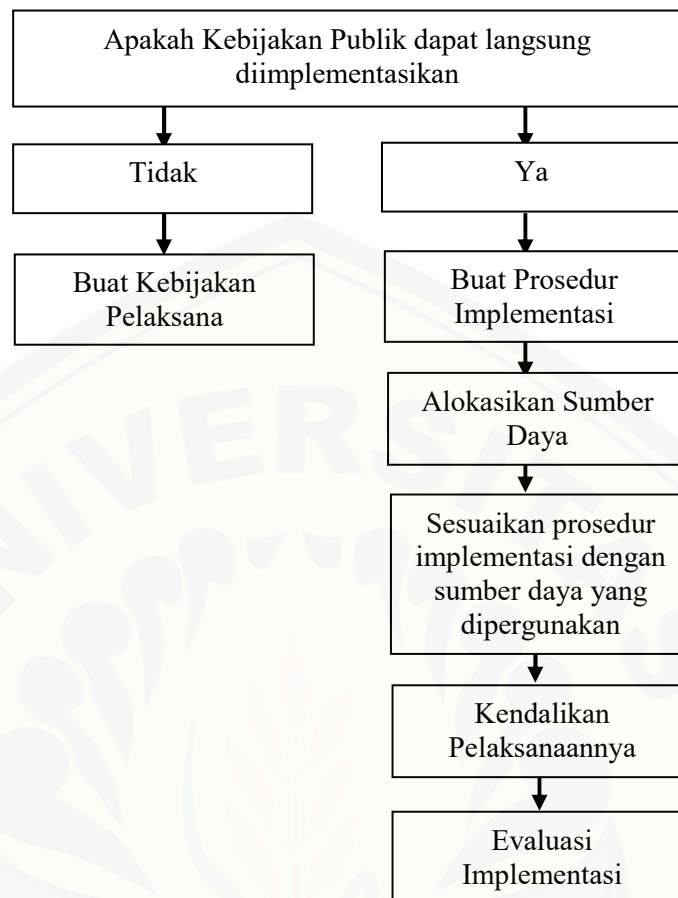 Apakah Kebijakan Publik dapat langsung
diimplementasikan
Tidak
Ya
Buat Kebijakan
Pelaksana
Buat Prosedur
Implementasi
Alokasikan Sumber
Daya
Sesuaikan prosedur
implementasi dengan
sumber daya yang
dipergunakan
Kendalikan
Pelaksanaannya
Evaluasi
Implementasi